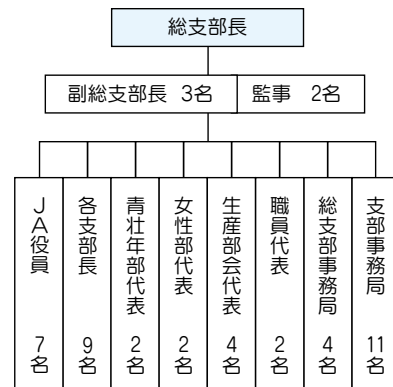 総支部長
副総支部長 3名
監事 2名
JA役員 7名
各支部長 9名
青壮年部代表 2名
女性部代表 2名
生産部会代表 4名
職員代表 2名
総支部事務局 4名
支部事務局 11名